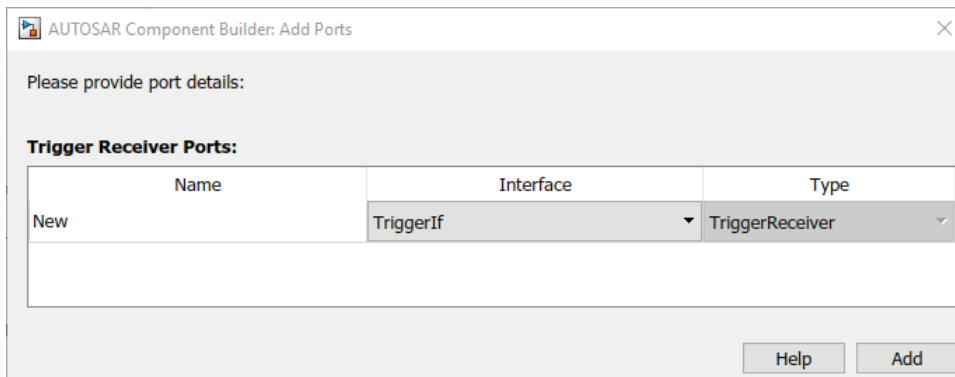 AUTOSAR Component Builder: Add Ports
Please provide port details:
Trigger Receiver Ports:
Name Interface Type
New TriggerIf TriggerReceiver
Help Add